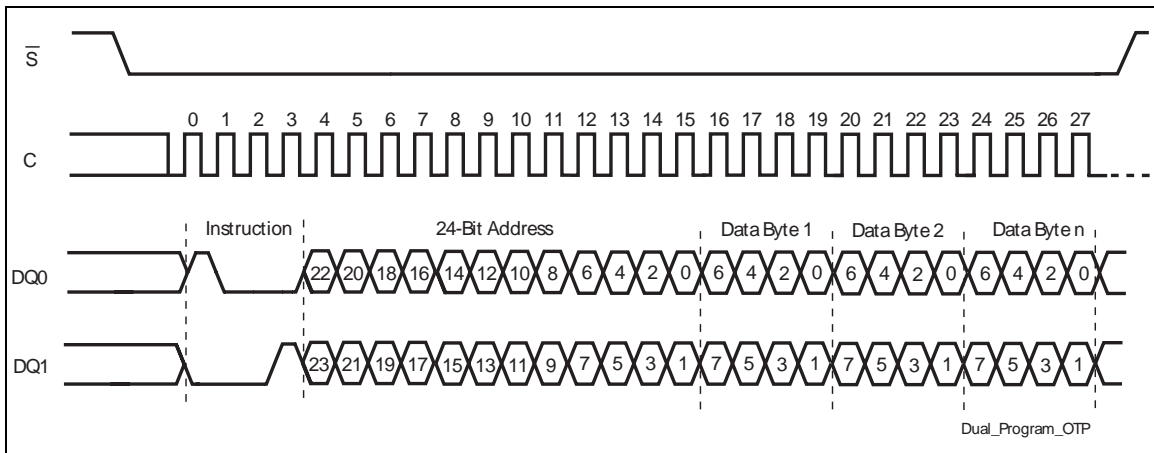 S
0 1 2 3 4 5 6 7 8 9 10 11 12 13 14 15 16 17 18 19 20 21 22 23 24 25 26 27
C
Instruction 24-Bit Address Data Byte 1 Data Byte 2 Data Byte n
DQ0 22 20 18 16 14 12 10 8 6 4 2 0 6 4 2 0 6 4 2 0 6 4 2 0
DQ1 23 21 19 17 15 13 11 9 7 5 3 1 7 5 3 1 7 5 3 1 7 5 3 1
Dual_Program_OTP